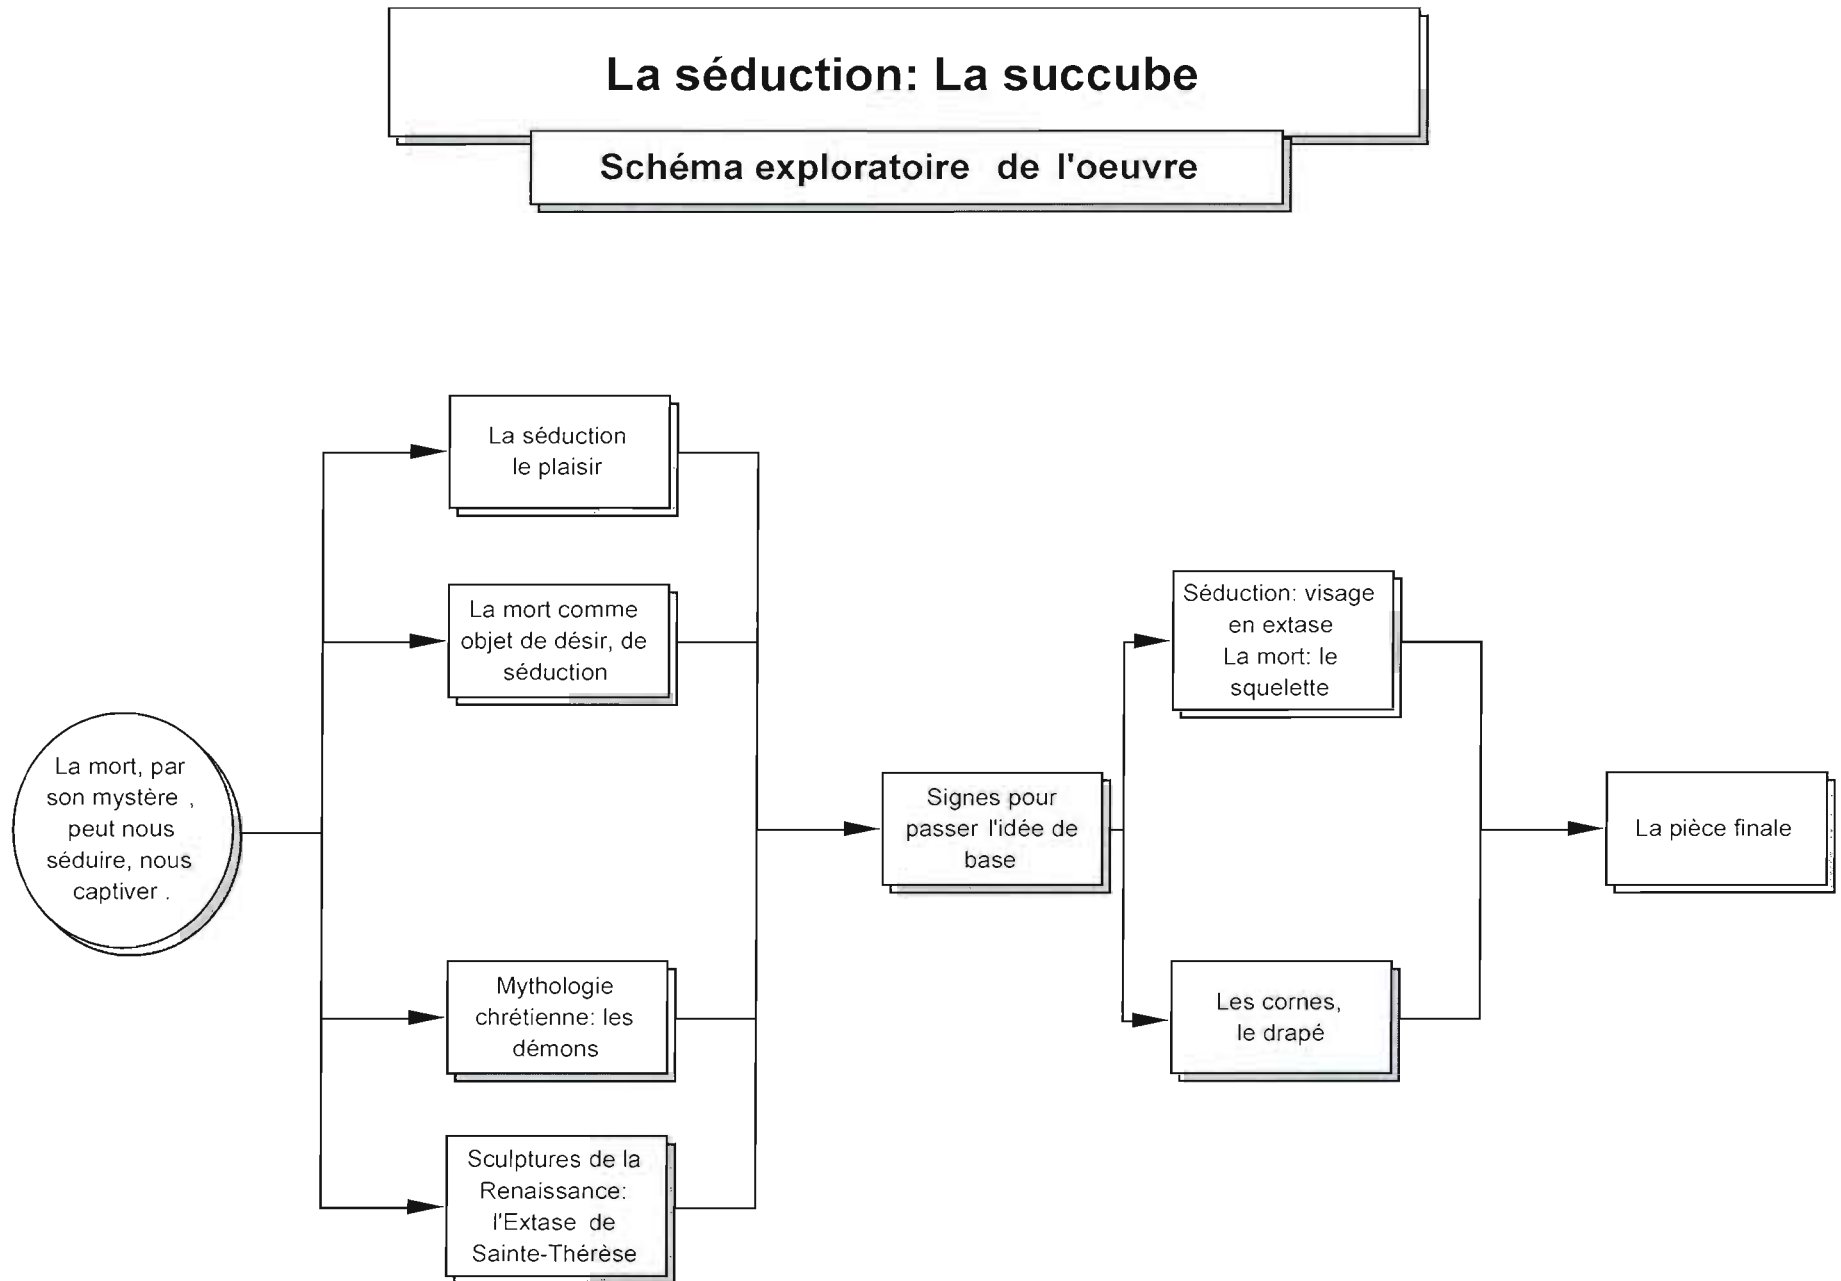 La séduction: La succube
Schéma exploratoire de l'oeuvre
La séduction
le plaisir
La mort comme
objet de désir, de
séduction
Séduction: visage
en extase
La mort: le
squelette
La mort, par
son mystère ,
peut nous
séduire, nous
captiver .
Signes pour
passer l'idée de
base
La pièce finale
Mythologie
chrétienne: les
démons
Les cornes,
le drapé
Sculptures de la
Renaissance:
l'Extase de
Sainte-Thérèse